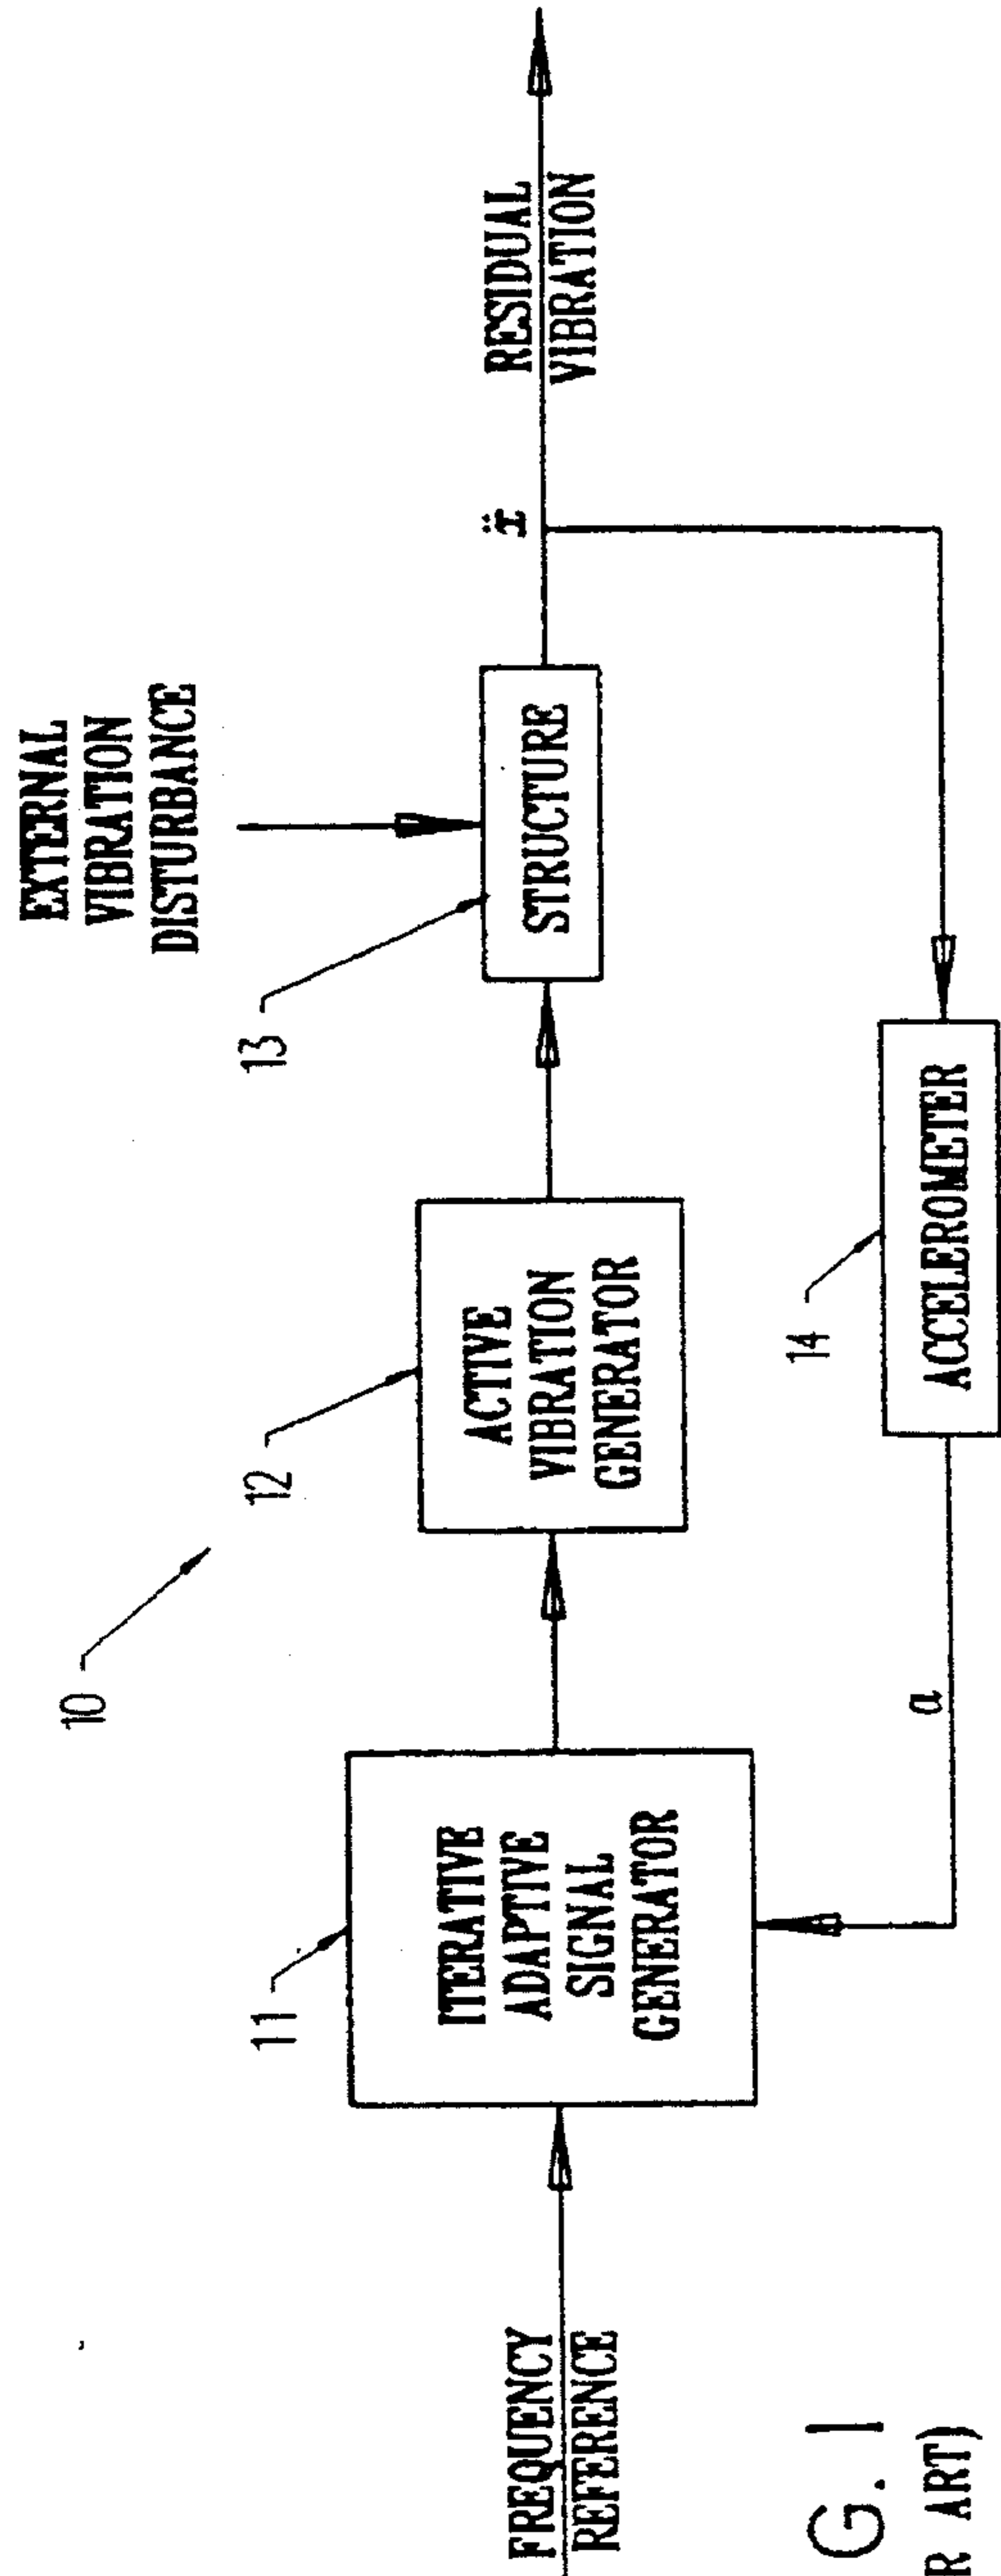 EXTERNAL
VIBRATION
DISTURBANCE
10
11
12
13
FREQUENCY
REFERENCE
ITERATIVE
ADAPTIVE
SIGNAL
GENERATOR
ACTIVE
VIBRATION
GENERATOR
STRUCTURE
ẍ
RESIDUAL
VIBRATION
14
a
ACCELEROMETER
G. 1
R ART)